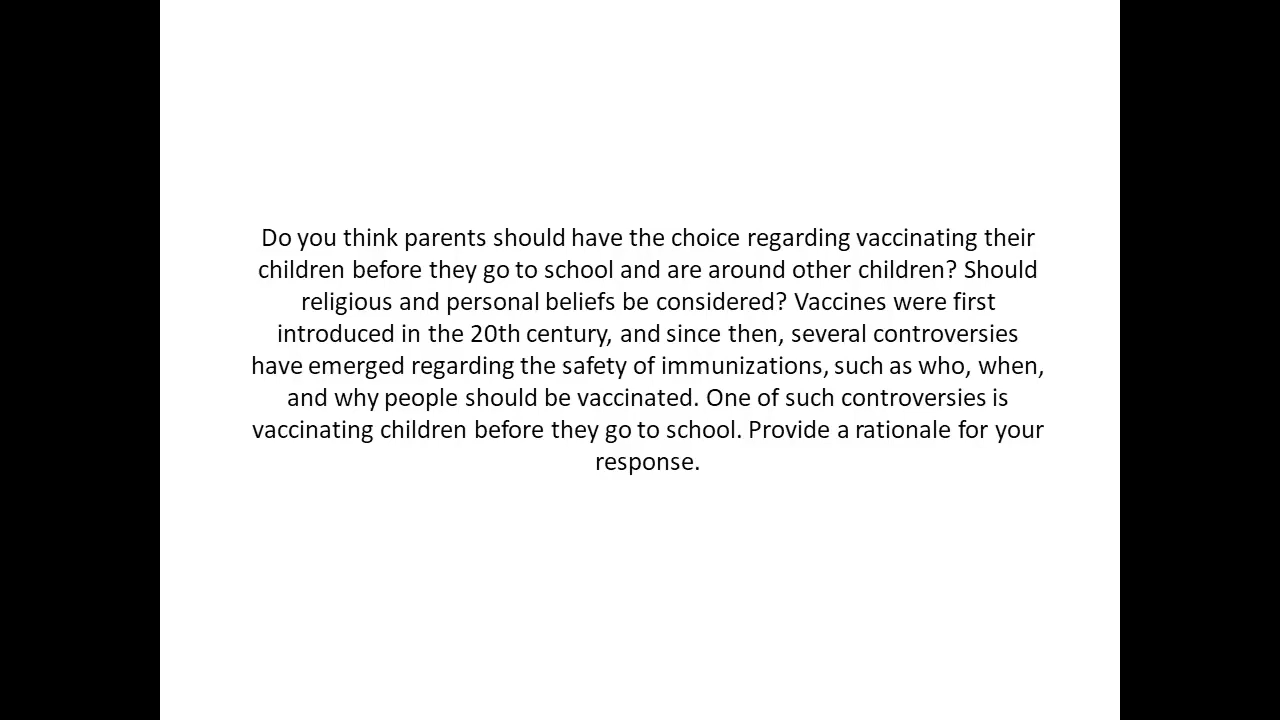 Do you think parents should have the choice regarding vaccinating their
children before they go to school and are around other children? Should
religious and personal beliefs be considered? Vaccines were first
introduced in the 20th century, and since then, several controversies
have emerged regarding the safety of immunizations, such as who, when,
and why people should be vaccinated. One of such controversies is
vaccinating children before they go to school. Provide a rationale for your
response.